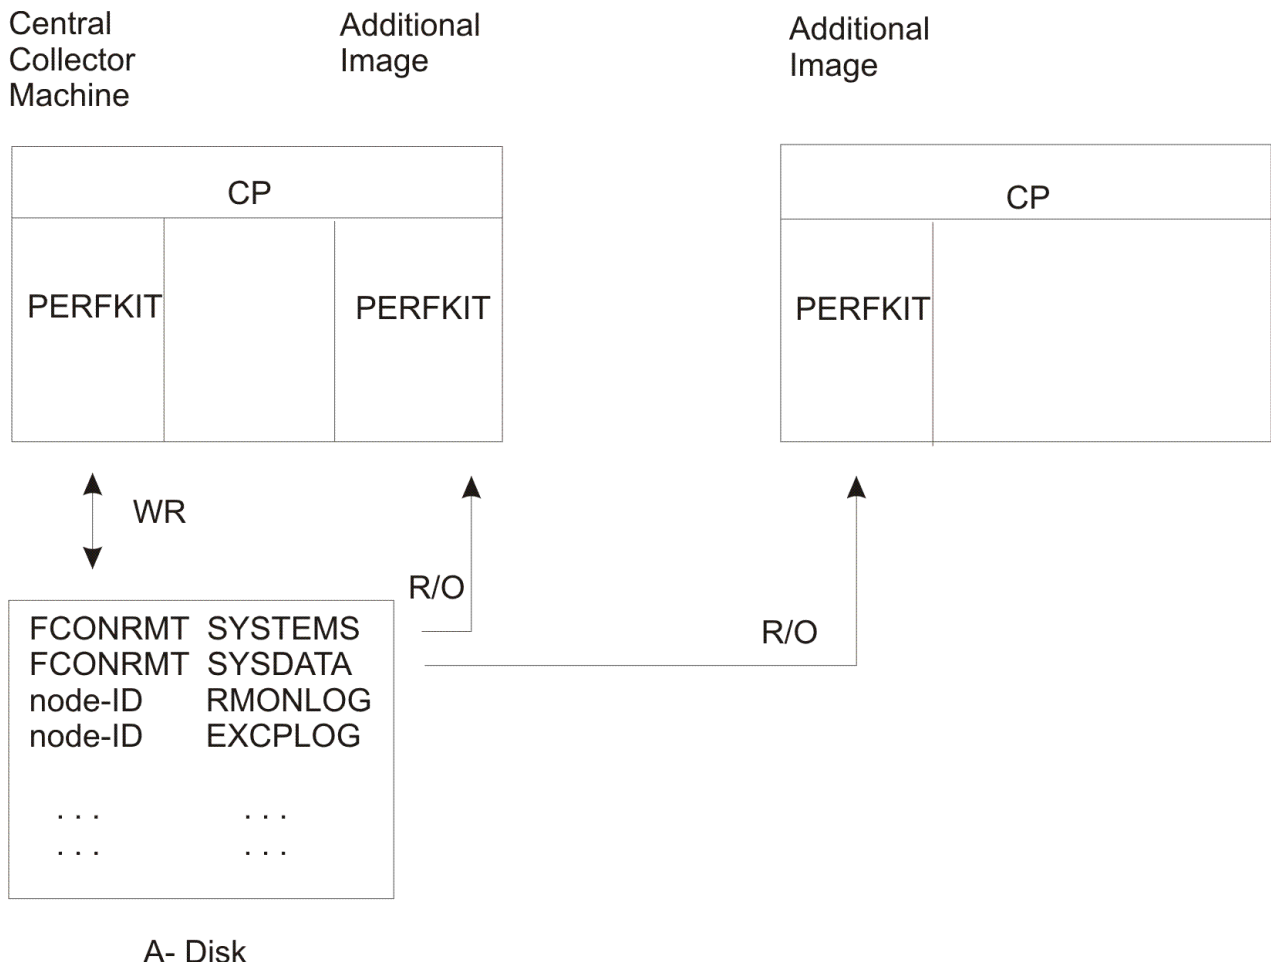 Central
Collector
Machine
Additional
Image
Additional
Image
CP
CP
PERFKIT
PERFKIT
PERFKIT
WR
R/O
R/O
FCONRMT SYSTEMS
FCONRMT SYSDATA
node-ID RMONLOG
node-ID EXCPLOG
. . . . . .
. . . . . .
A- Disk